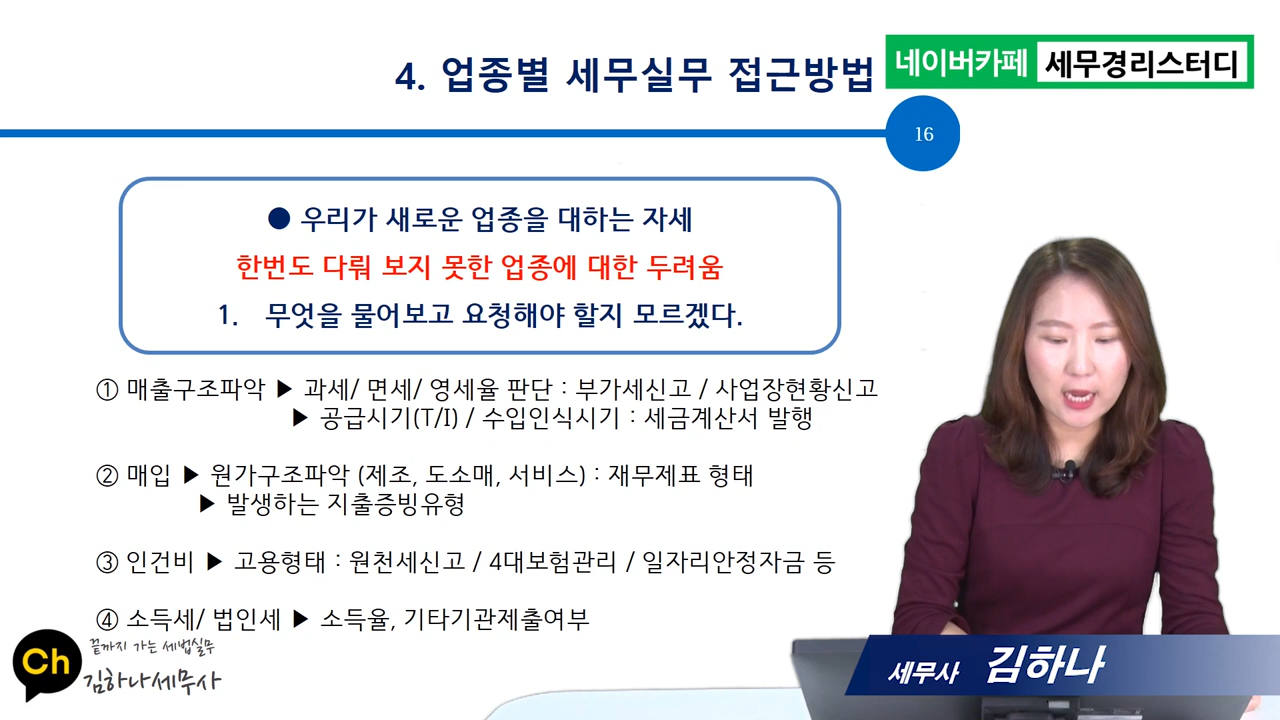 4. 업종별 세무실무 접근방법
네이버카페 세무경리스터디
16
● 우리가 새로운 업종을 대하는 자세
한번도 다뤄 보지 못한 업종에 대한 두려움
1. 무엇을 물어보고 요청해야 할지 모르겠다.
① 매출구조파악 ▶ 과세/ 면세/ 영세율 판단 : 부가세신고 / 사업장현황신고
▶ 공급시기(T/I) / 수입인식시기 : 세금계산서 발행
② 매입 ▶ 원가구조파악 (제조, 도소매, 서비스) : 재무제표 형태
▶ 발생하는 지출증빙유형
③ 인건비 ▶ 고용형태 : 원천세신고 / 4대보험관리 / 일자리안정자금 등
④ 소득세/ 법인세 ▶ 소득율, 기타기관제출여부
Ch
끝까지 가는 세법실무
김하나세무사
세무사 김하나